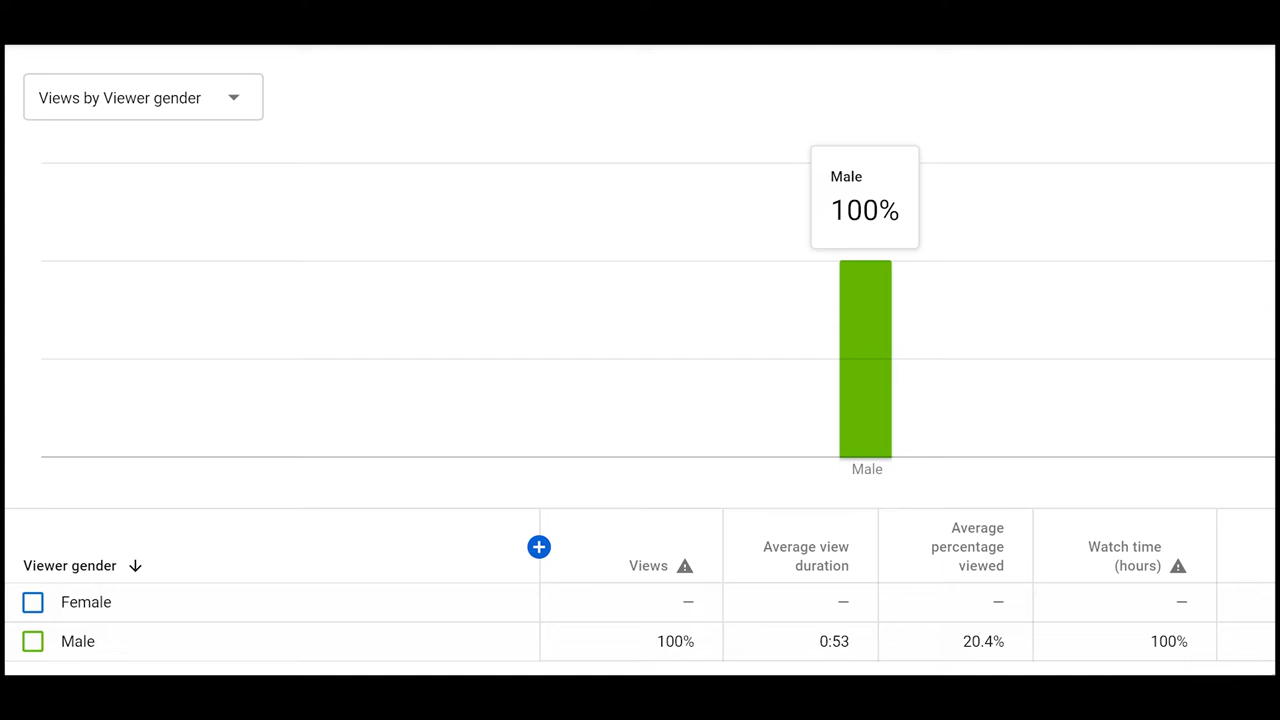 Views by Viewer gender
Male
100%
Male
Viewer gender
Views
Average view
duration
Average
percentage
viewed
Watch time
(hours)
Female — — — —
Male 100% 0:53 20.4% 100%